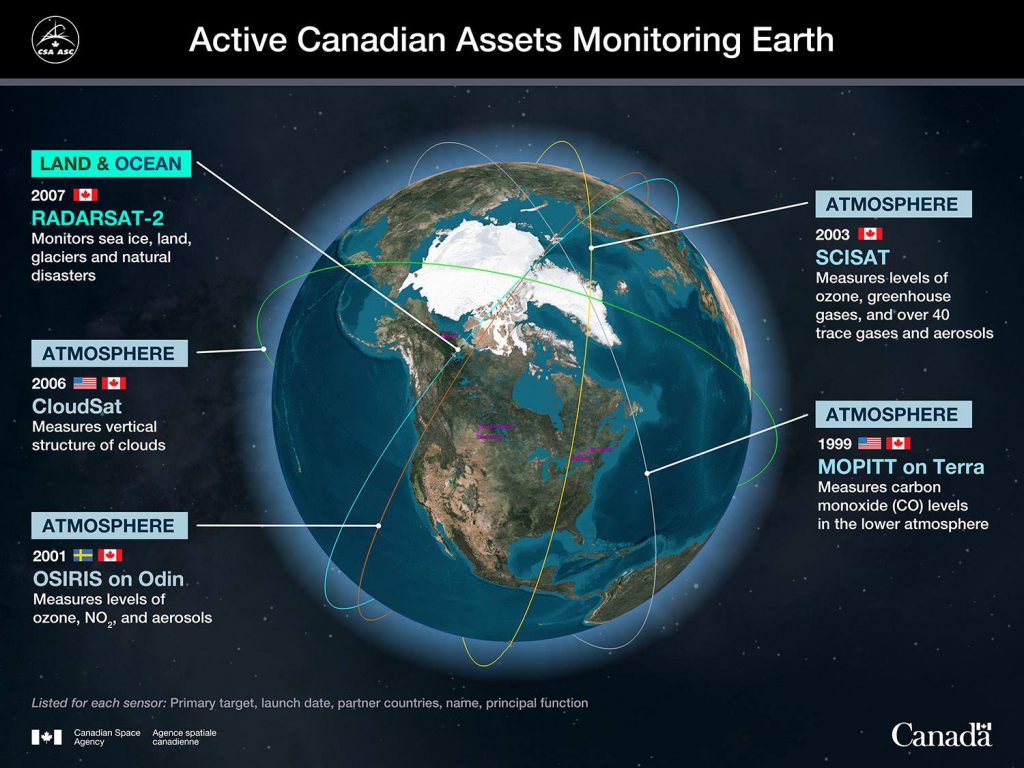 CSA ASC
Active Canadian Assets Monitoring Earth
LAND & OCEAN
2007
RADARSAT-2
Monitors sea ice, land,
glaciers and natural
disasters
ATMOSPHERE
2006
CloudSat
Measures vertical
structure of clouds
ATMOSPHERE
2001
OSIRIS on Odin
Measures levels of
ozone, NO₂, and aerosols
ATMOSPHERE
2003
SCISAT
Measures levels of
ozone, greenhouse
gases, and over 40
trace gases and aerosols
ATMOSPHERE
1999
MOPITT on Terra
Measures carbon
monoxide (CO) levels
in the lower atmosphere
Listed for each sensor: Primary target, launch date, partner countries, name, principal function
Canadian Space
Agency
Agence spatiale
canadienne
Canada